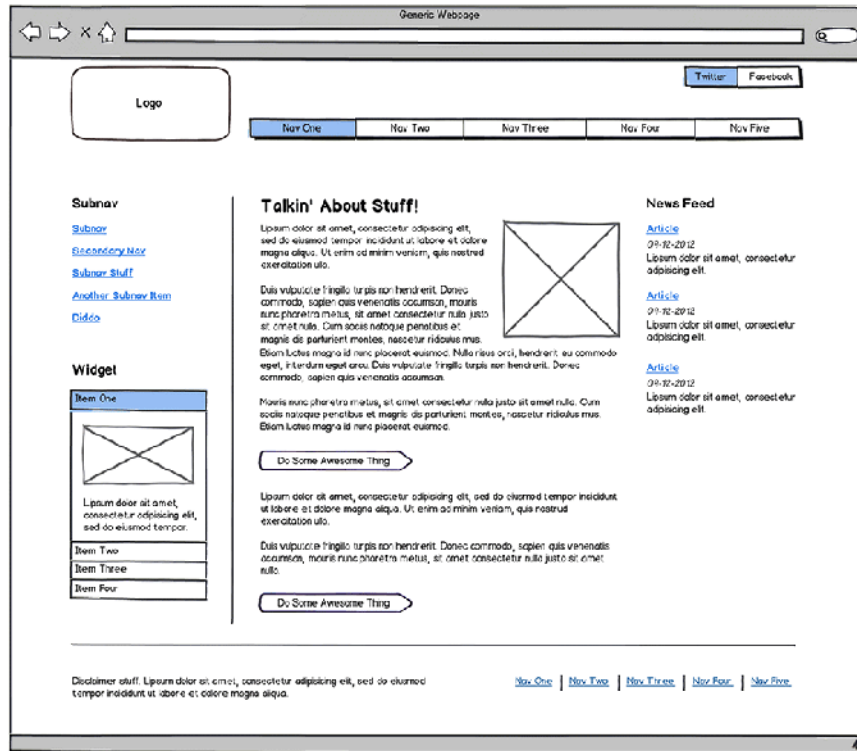 Generic Webpage
Logo
Twitter
Facebook
Nav One
Nav Two
Nav Three
Nav Four
Nav Five
Subnav
Subnav
Secondary Nav
Subnav Stuff
Another Subnav Item
Diddo
Widget
Item One
Lipsum dolor sit amet,
consectetur adipisicing elit,
sed do eiusmod tempor.
Item Two
Item Three
Item Four
Talkin' About Stuff!
Lipsum dolor sit amet, consectetur adipisicing elit,
sed do eiusmod tempor incididunt ut labore et dolore
magna aliqua. Ut enim ad minim veniam, quis nostrud
exercitation ullo.
Duis vulputate fringilla turpis non hendrerit. Donec
commodo, sapien quis venenatis accumsan, mauris
nunc pharetra metus, sit amet consectetur nulla justo
sit amet nulla. Cum sociis natoque penatibus et
magnis dis parturient montes, nascetur ridiculus mus.
Etiam luctus magna id nunc placerat euismod. Nulla risus orci, hendrerit eu commodo
eget, interdum eget arcu. Duis vulputate fringilla turpis non hendrerit. Donec
commodo, sapien quis venenatis accumsan.
Mauris nunc pharetra metus, sit amet consectetur nulla justo sit amet nulla. Cum
sociis natoque penatibus et magnis dis parturient montes, nascetur ridiculus mus.
Etiam luctus magna id nunc placerat euismod.
Do Some Awesome Thing
Lipsum dolor sit amet, consectetur adipisicing elit, sed do eiusmod tempor incididunt
ut labore et dolore magna aliqua. Ut enim ad minim veniam, quis nostrud
exercitation ullo.
Duis vulputate fringilla turpis non hendrerit. Donec commodo, sapien quis venenatis
accumsan, mauris nunc pharetra metus, sit amet consectetur nulla justo sit amet
nulla.
Do Some Awesome Thing
News Feed
Article
09-12-2012
Lipsum dolor sit amet, consectetur
adipisicing elit.
Article
09-12-2012
Lipsum dolor sit amet, consectetur
adipisicing elit.
Article
09-12-2012
Lipsum dolor sit amet, consectetur
adipisicing elit.
Disclaimer stuff. Lipsum dolor sit amet, consectetur adipisicing elit, sed do eiusmod
tempor incididunt ut labore et dolore magna aliqua.
Nav One | Nav Two | Nav Three | Nav Four | Nav Five